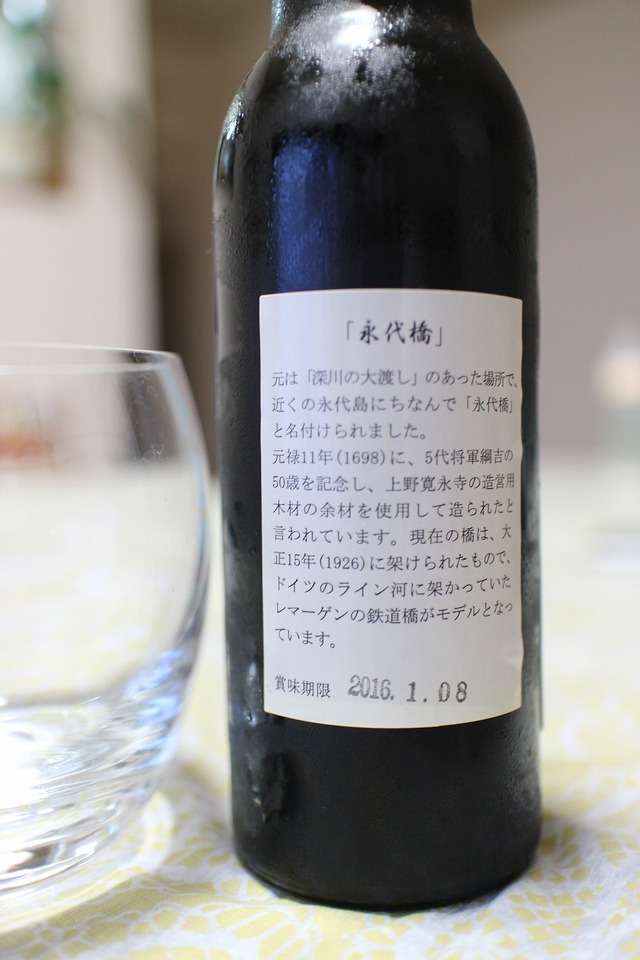 「永代橋」
元は「深川の大渡し」のあった場所で、
近くの永代島にちなんで「永代橋」
と名付けられました。
元禄11年(1698)に、5代将軍綱吉の
50歳を記念し、上野寛永寺の造営用
木材の余材を使用して造られたと
言われています。現在の橋は、大
正15年(1926)に架けられたもので、
ドイツのライン河に架かっていた
レマーゲンの鉄道橋がモデルとなっ
ています。
賞味期限 2016.1.08